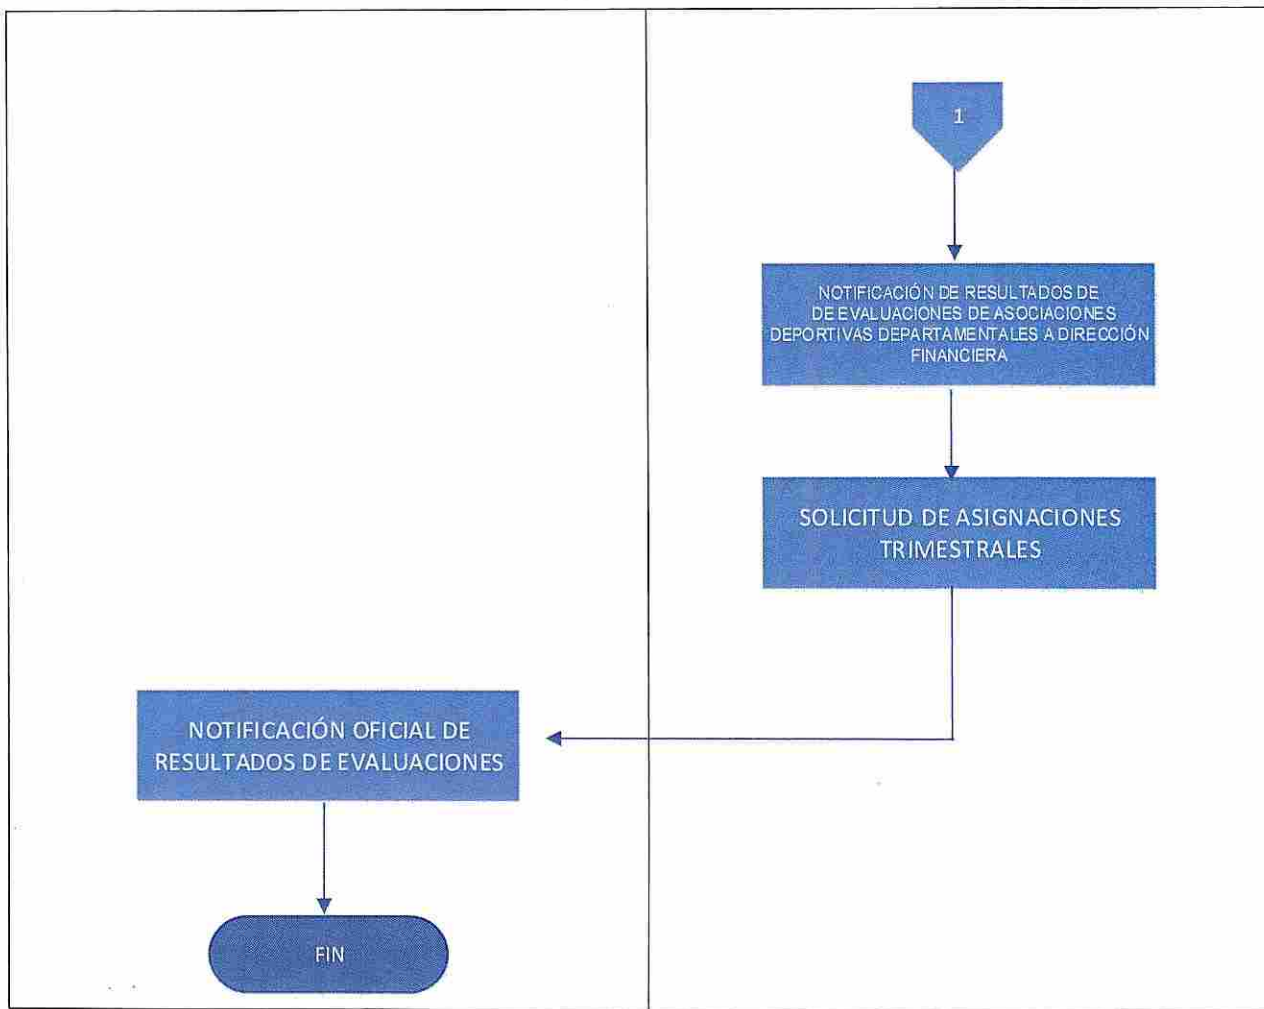 1
NOTIFICACIÓN DE RESULTADOS DE
DE EVALUACIONES DE ASOCIACIONES
DEPORTIVAS DEPARTAMENTALES A DIRECCIÓN
FINANCIERA
SOLICITUD DE ASIGNACIONES
TRIMESTRALES
NOTIFICACIÓN OFICIAL DE
RESULTADOS DE EVALUACIONES
FIN